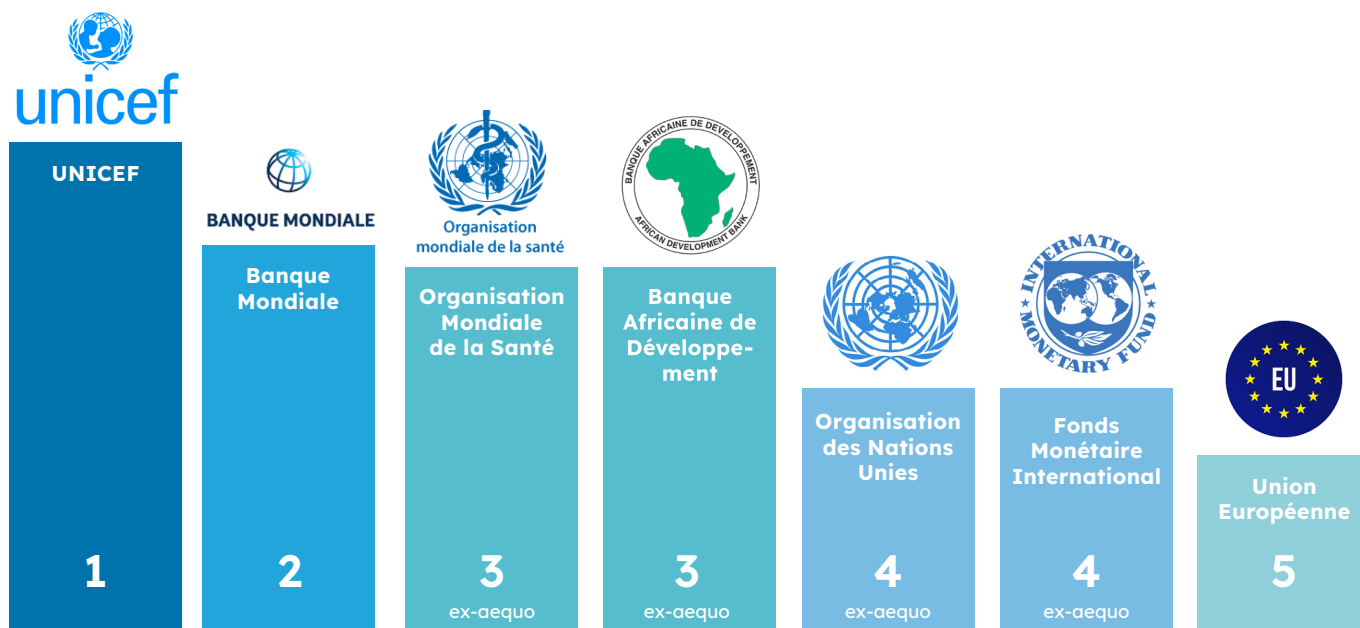 unicef
UNICEF
1
BANQUE MONDIALE
Banque
Mondiale
2
Organisation
mondiale de la santé
Organisation
Mondiale
de la Santé
3
ex-aequo
BANQUE AFRICAINE DE DÉVELOPPEMENT
AFRICAN DEVELOPMENT BANK
Banque
Africaine de
Développe-
ment
3
ex-aequo
Organisation
des Nations
Unies
4
ex-aequo
INTERNATIONAL
MONETARY FUND
Fonds
Monétaire
International
4
ex-aequo
EU
Union
Européenne
5